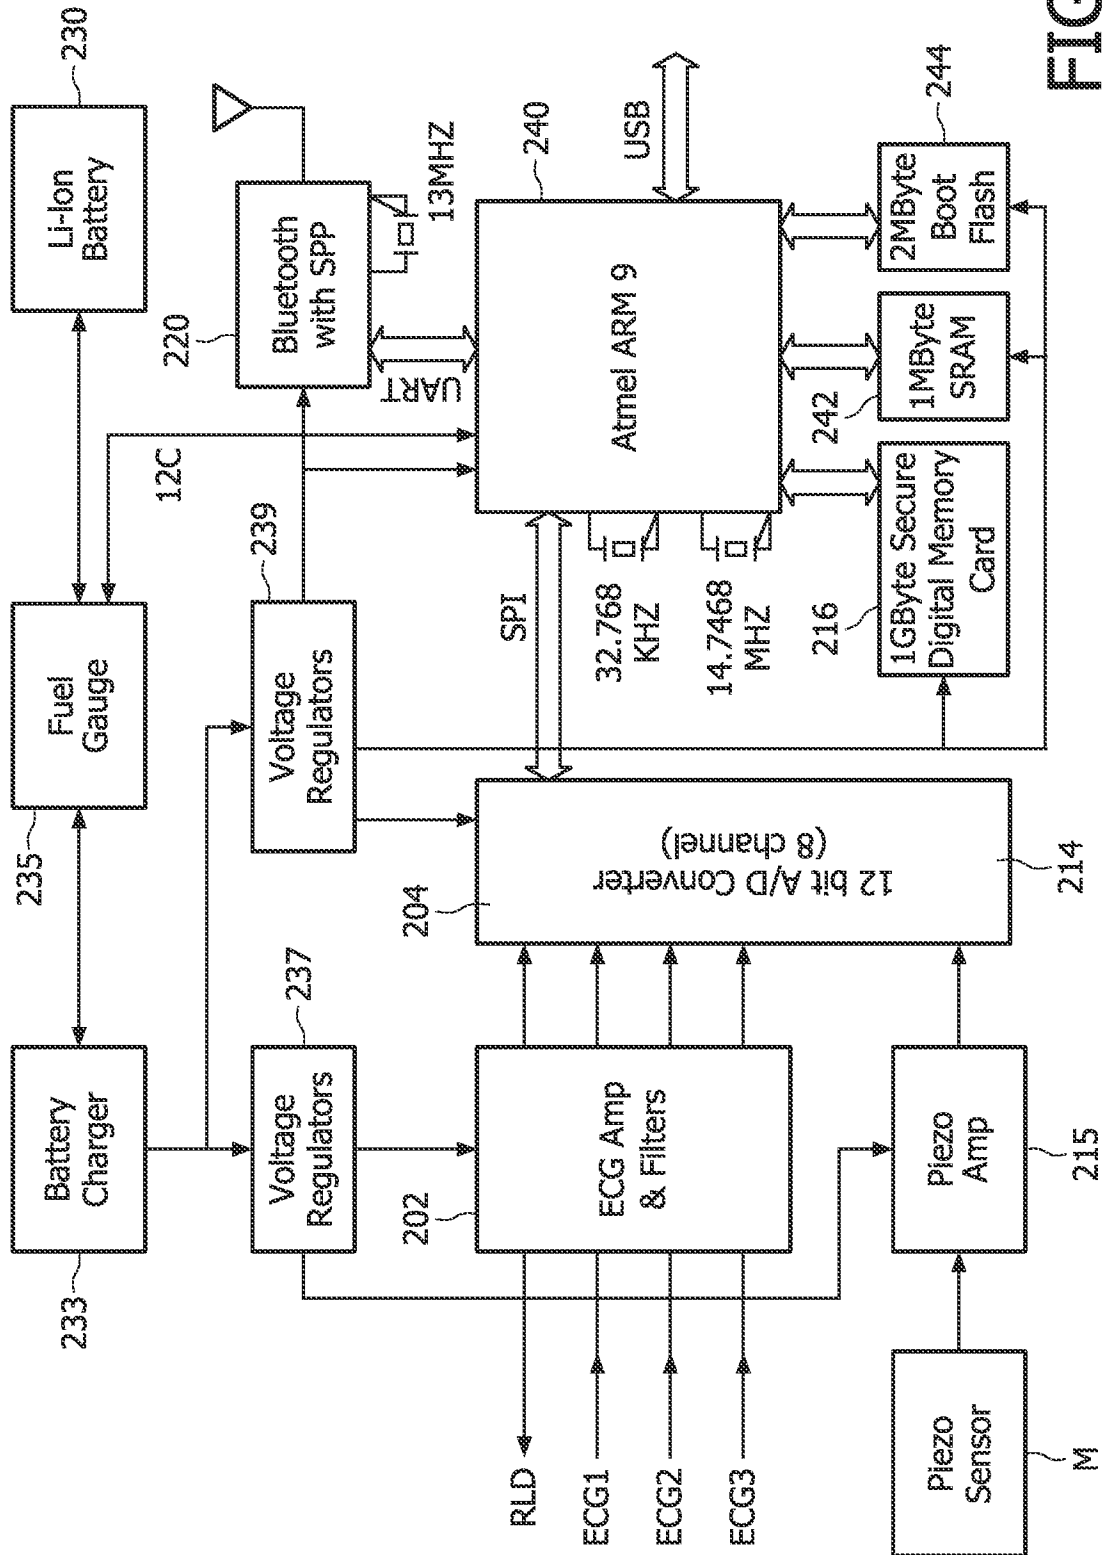 233
Battery
Charger
235
Fuel
Gauge
Li-Ion
Battery
230
12C
237
Voltage
Regulators
239
Voltage
Regulators
220
Bluetooth
with SPP
13MHZ
UART
RLD
ECG1
ECG2
ECG3
202
ECG Amp
& Filters
204
12 bit A/D Converter
(8 channel)
214
SPI
32.768
KHZ
14.7468
MHZ
Atmel ARM 9
240
USB
Piezo
Sensor
M
Piezo
Amp
215
216
1GByte Secure
Digital Memory
Card
242
1MByte
SRAM
2MByte
Boot
Flash
244
FIG